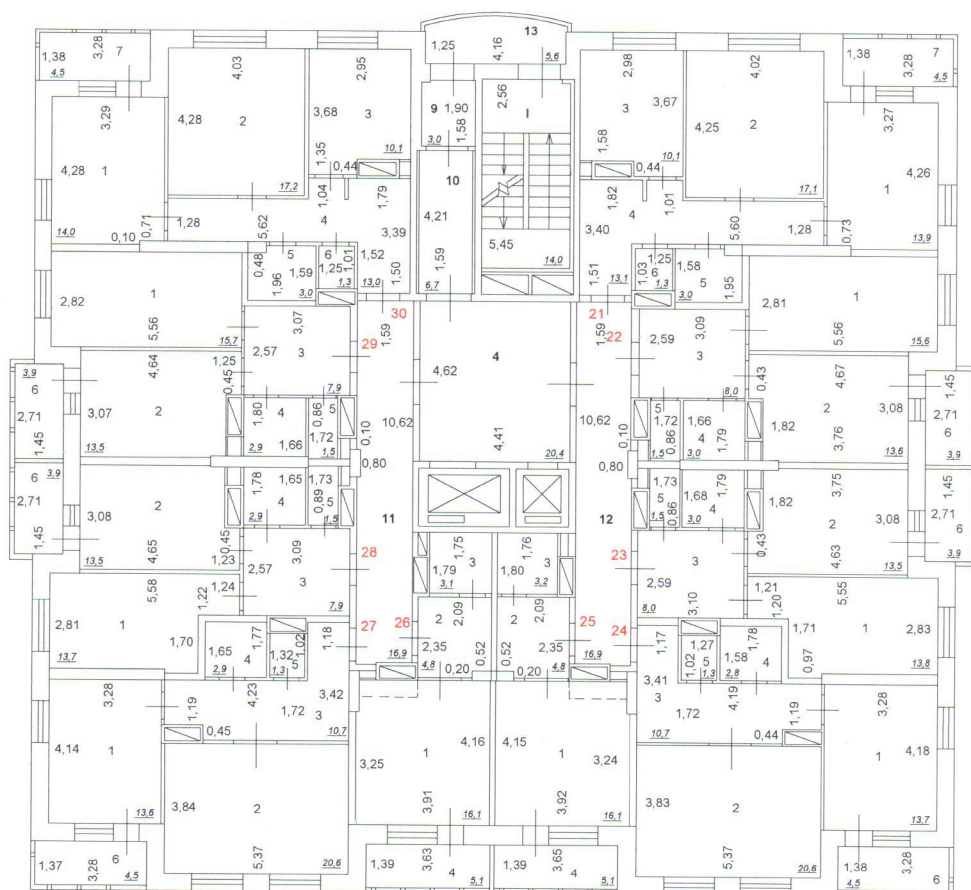 13
1,38 3,28 7 4,5
1,25 4,16 5,6
1,38 3,28 7 4,5
4,03 2,95 2,56 2,98 4,02
9 1,90 I
3,29 4,28 2 3,68 3 3 3,67 4,25 2 3,27
1,58 3,0 1,58
4,28 1 1,35 10,1 10 10,1 1 4,26
17,2 0,44 0,44 17,1
1,04 1,79 4,21 1,82 1,01
0,71 1,28 5,62 4 3,39 5,45 3,40 4 5,60 1,28 0,73
14,0 0,10 1,59 14,0 13,9
0,48 5 6 1,01 1,52 1,03 1,25 1,58
1,96 1,59 1,25 1,50 1,51 6 5 1,95
2,82 1 3,0 1,3 13,0 6,7 13,1 1,3 3,0 2,81 1
5,56 15,7 3,07 30 21 3,09 5,56 15,6
2,57 3 29 1,59 4 1,59 22 2,59 3
3,9 6 4,64 1,25 0,45 7,9 4,62 8,0 0,43 4,67 1,45
2,71 3,07 2 1,80 4 0,86 5 10,62 4,41 10,62 5 1,72 1,66 1,82 2 3,08 2,71 6
1,45 13,5 2,9 1,66 1,72 1,5 0,10 20,4 0,10 1,5 0,86 4 3,0 1,79 3,76 13,6 3,9
3,9 6 1,78 1,65 1,73 0,80 0,80 1,73 1,68 1,79 3,75 1,45
2,71 3,08 2 4 0,89 5 11 12 5 0,86 4 1,82 2 3,08 2,71 6
1,45 2,9 1,5 1,5 3,0 3,9
13,5 4,65 1,23 0,45 3,09 28 1,75 1,76 23 3 0,43 4,63 13,5
5,58 1,24 2,57 3 1,79 3 1,80 3 2,59 3,10 1,21 5,55
1,22 7,9 3,1 3,2 8,0 1,20
2,81 1 1,70 1,77 1,02 1,18 27 26 2 2,09 2 2,09 25 24 1,17 1,27 1,78 1,71 1 2,83
13,7 1,65 4 1,32 5 2,35 2,35 1,02 5 1,58 4 0,97 13,8
2,9 1,3 16,9 4,8 0,52 0,52 4,8 16,9 1,3 2,8
3,28 4,23 3,42 0,20 0,20 3,41 4,19 3,28
1,19 1,72 3 3 1,72 1,19
4,14 1 0,45 10,7 3,25 1 4,16 4,15 1 3,24 10,7 0,44 1 4,18
13,6 3,84 2 3,91 16,1 3,92 16,1 3,83 2 13,7
1,37 3,28 6 4,5 5,37 20,6 1,39 3,63 4 5,1 1,39 3,65 4 5,1 5,37 20,6 1,38 3,28 6 4,5